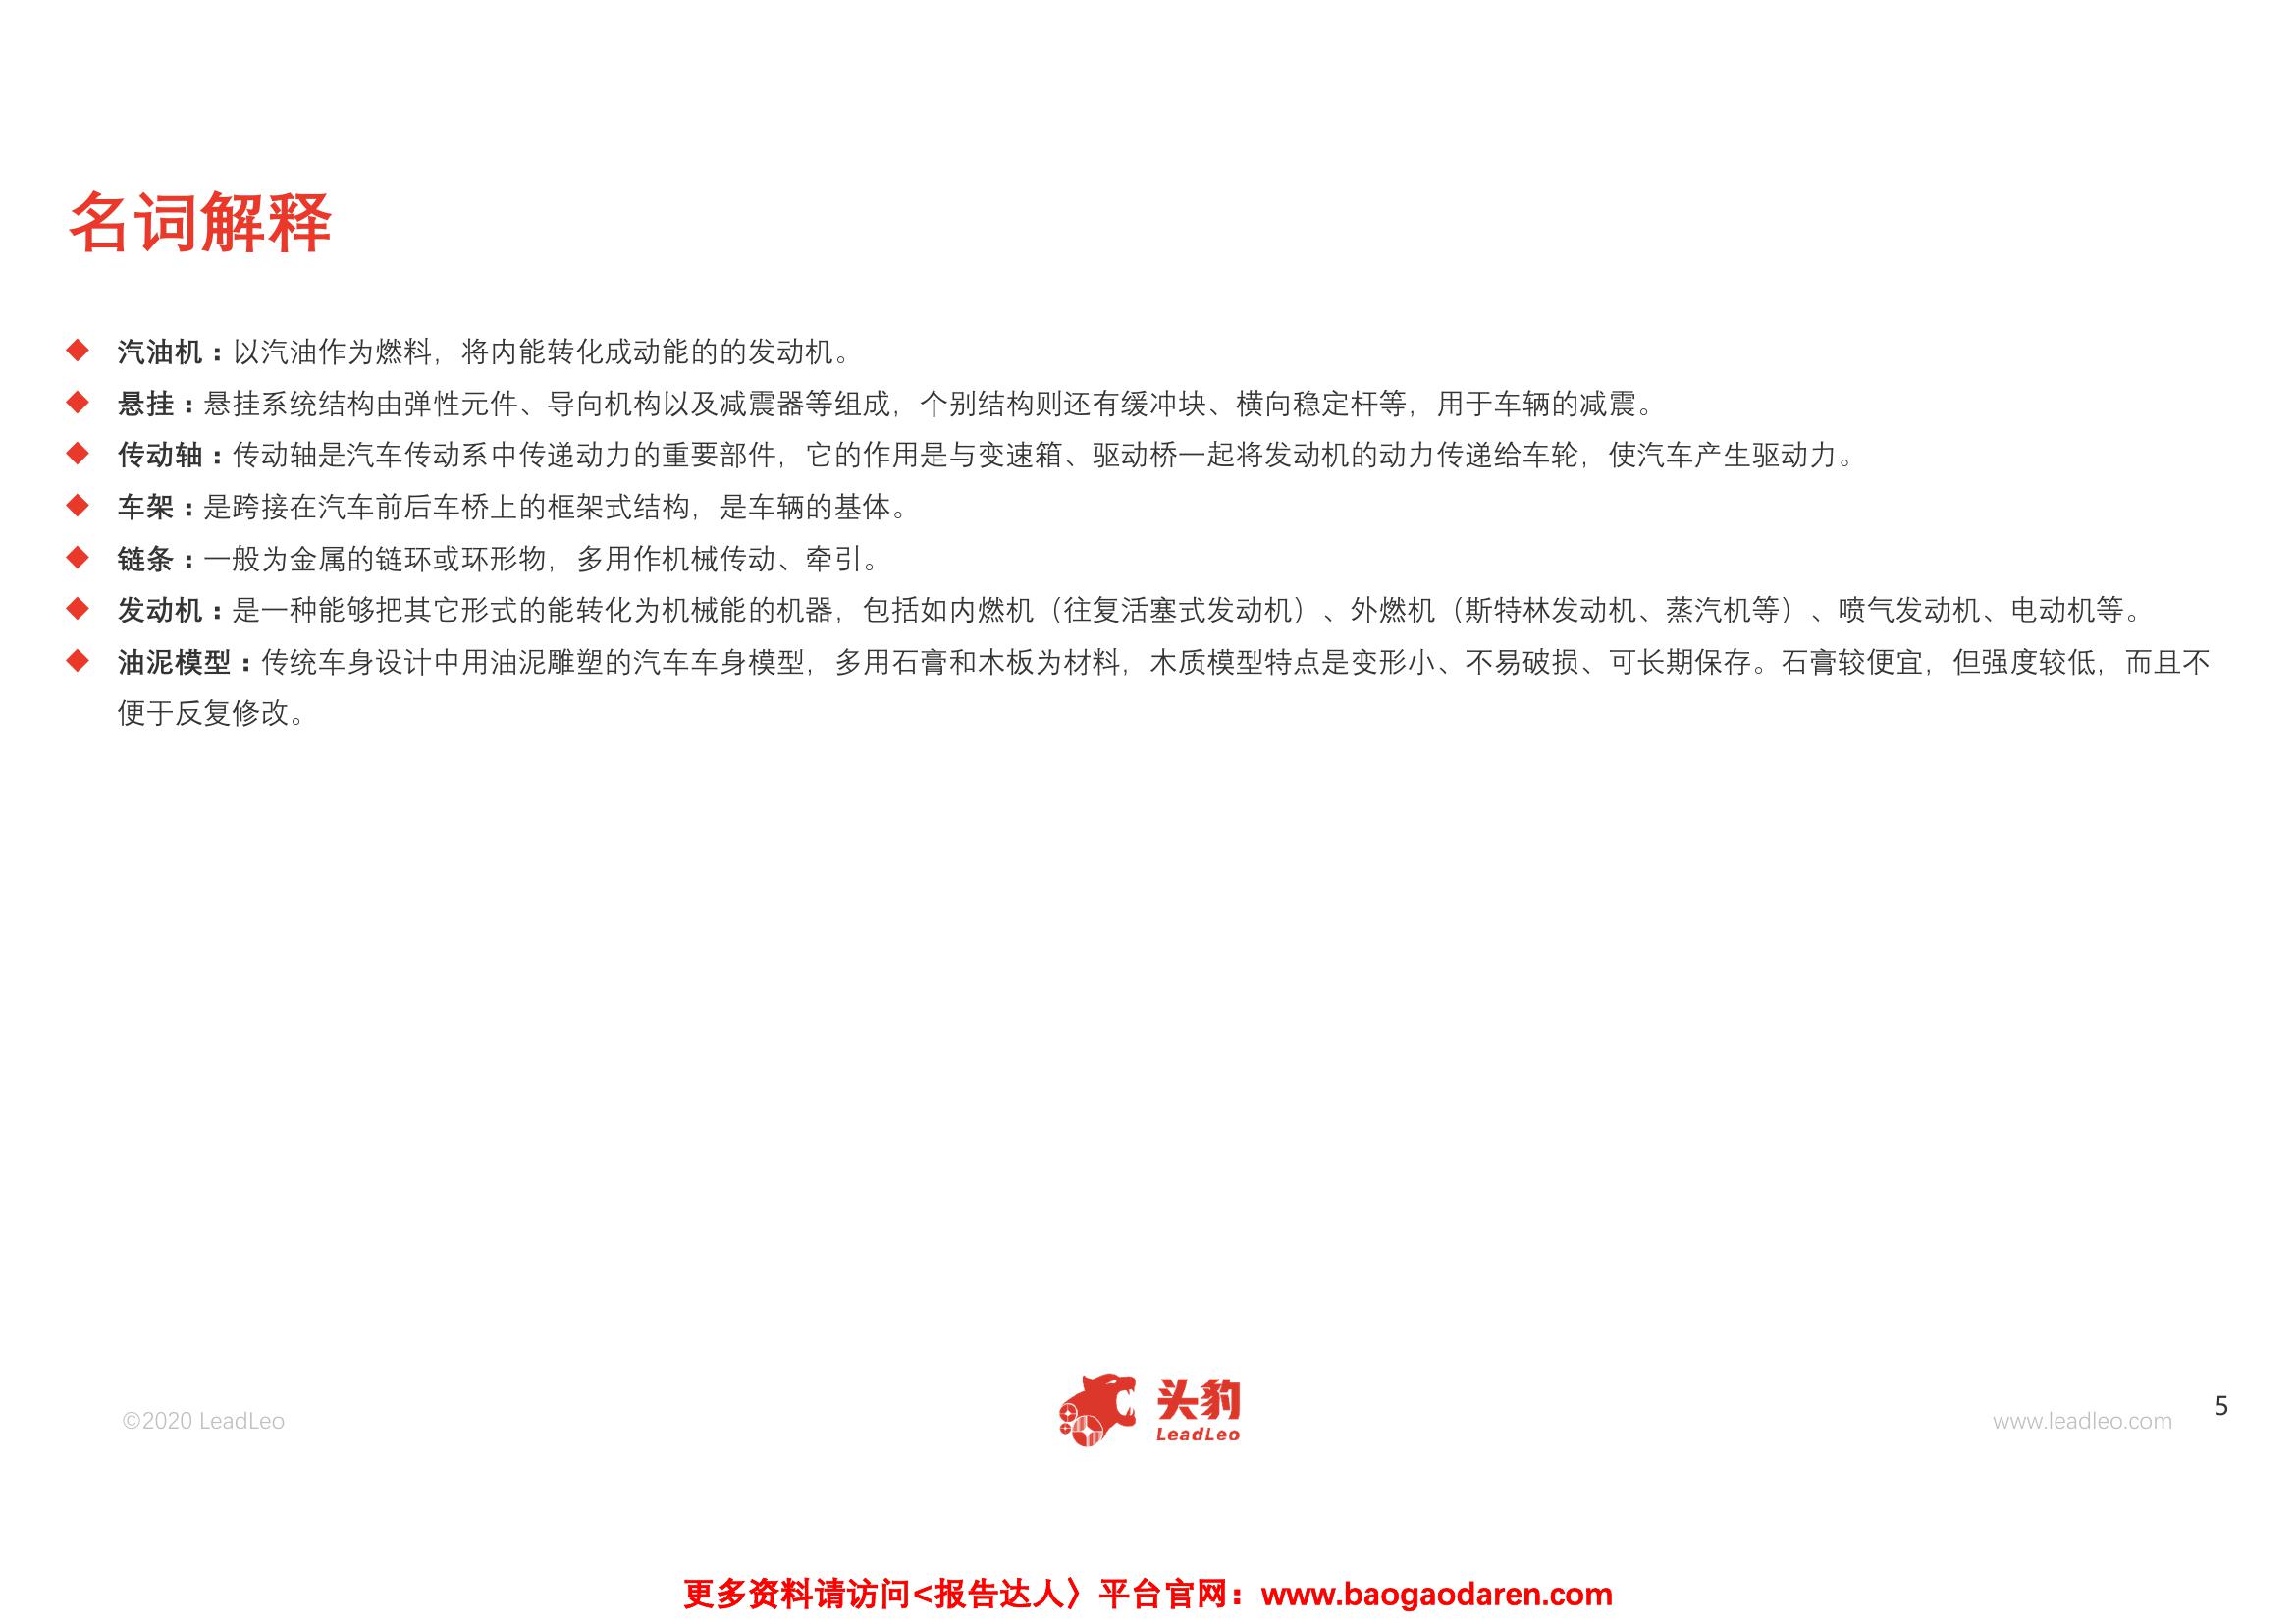 名词解释
◆ 汽油机：以汽油作为燃料，将内能转化成动能的的发动机。
◆ 悬挂：悬挂系统结构由弹性元件、导向机构以及减震器等组成，个别结构则还有缓冲块、横向稳定杆等，用于车辆的减震。
◆ 传动轴：传动轴是汽车传动系中传递动力的重要部件，它的作用是与变速箱、驱动桥一起将发动机的动力传递给车轮，使汽车产生驱动力。
◆ 车架：是跨接在汽车前后车桥上的框架式结构，是车辆的基体。
◆ 链条：一般为金属的链环或环形物，多用作机械传动、牵引。
◆ 发动机：是一种能够把其它形式的能转化为机械能的机器，包括如内燃机（往复活塞式发动机）、外燃机（斯特林发动机、蒸汽机等）、喷气发动机、电动机等。
◆ 油泥模型：传统车身设计中用油泥雕塑的汽车车身模型，多用石膏和木板为材料，木质模型特点是变形小、不易破损、可长期保存。石膏较便宜，但强度较低，而且不
便于反复修改。
©2020 LeadLeo
头豹
LeadLeo
www.leadleo.com
5
更多资料请访问<报告达人〉平台官网：www.baogaodaren.com